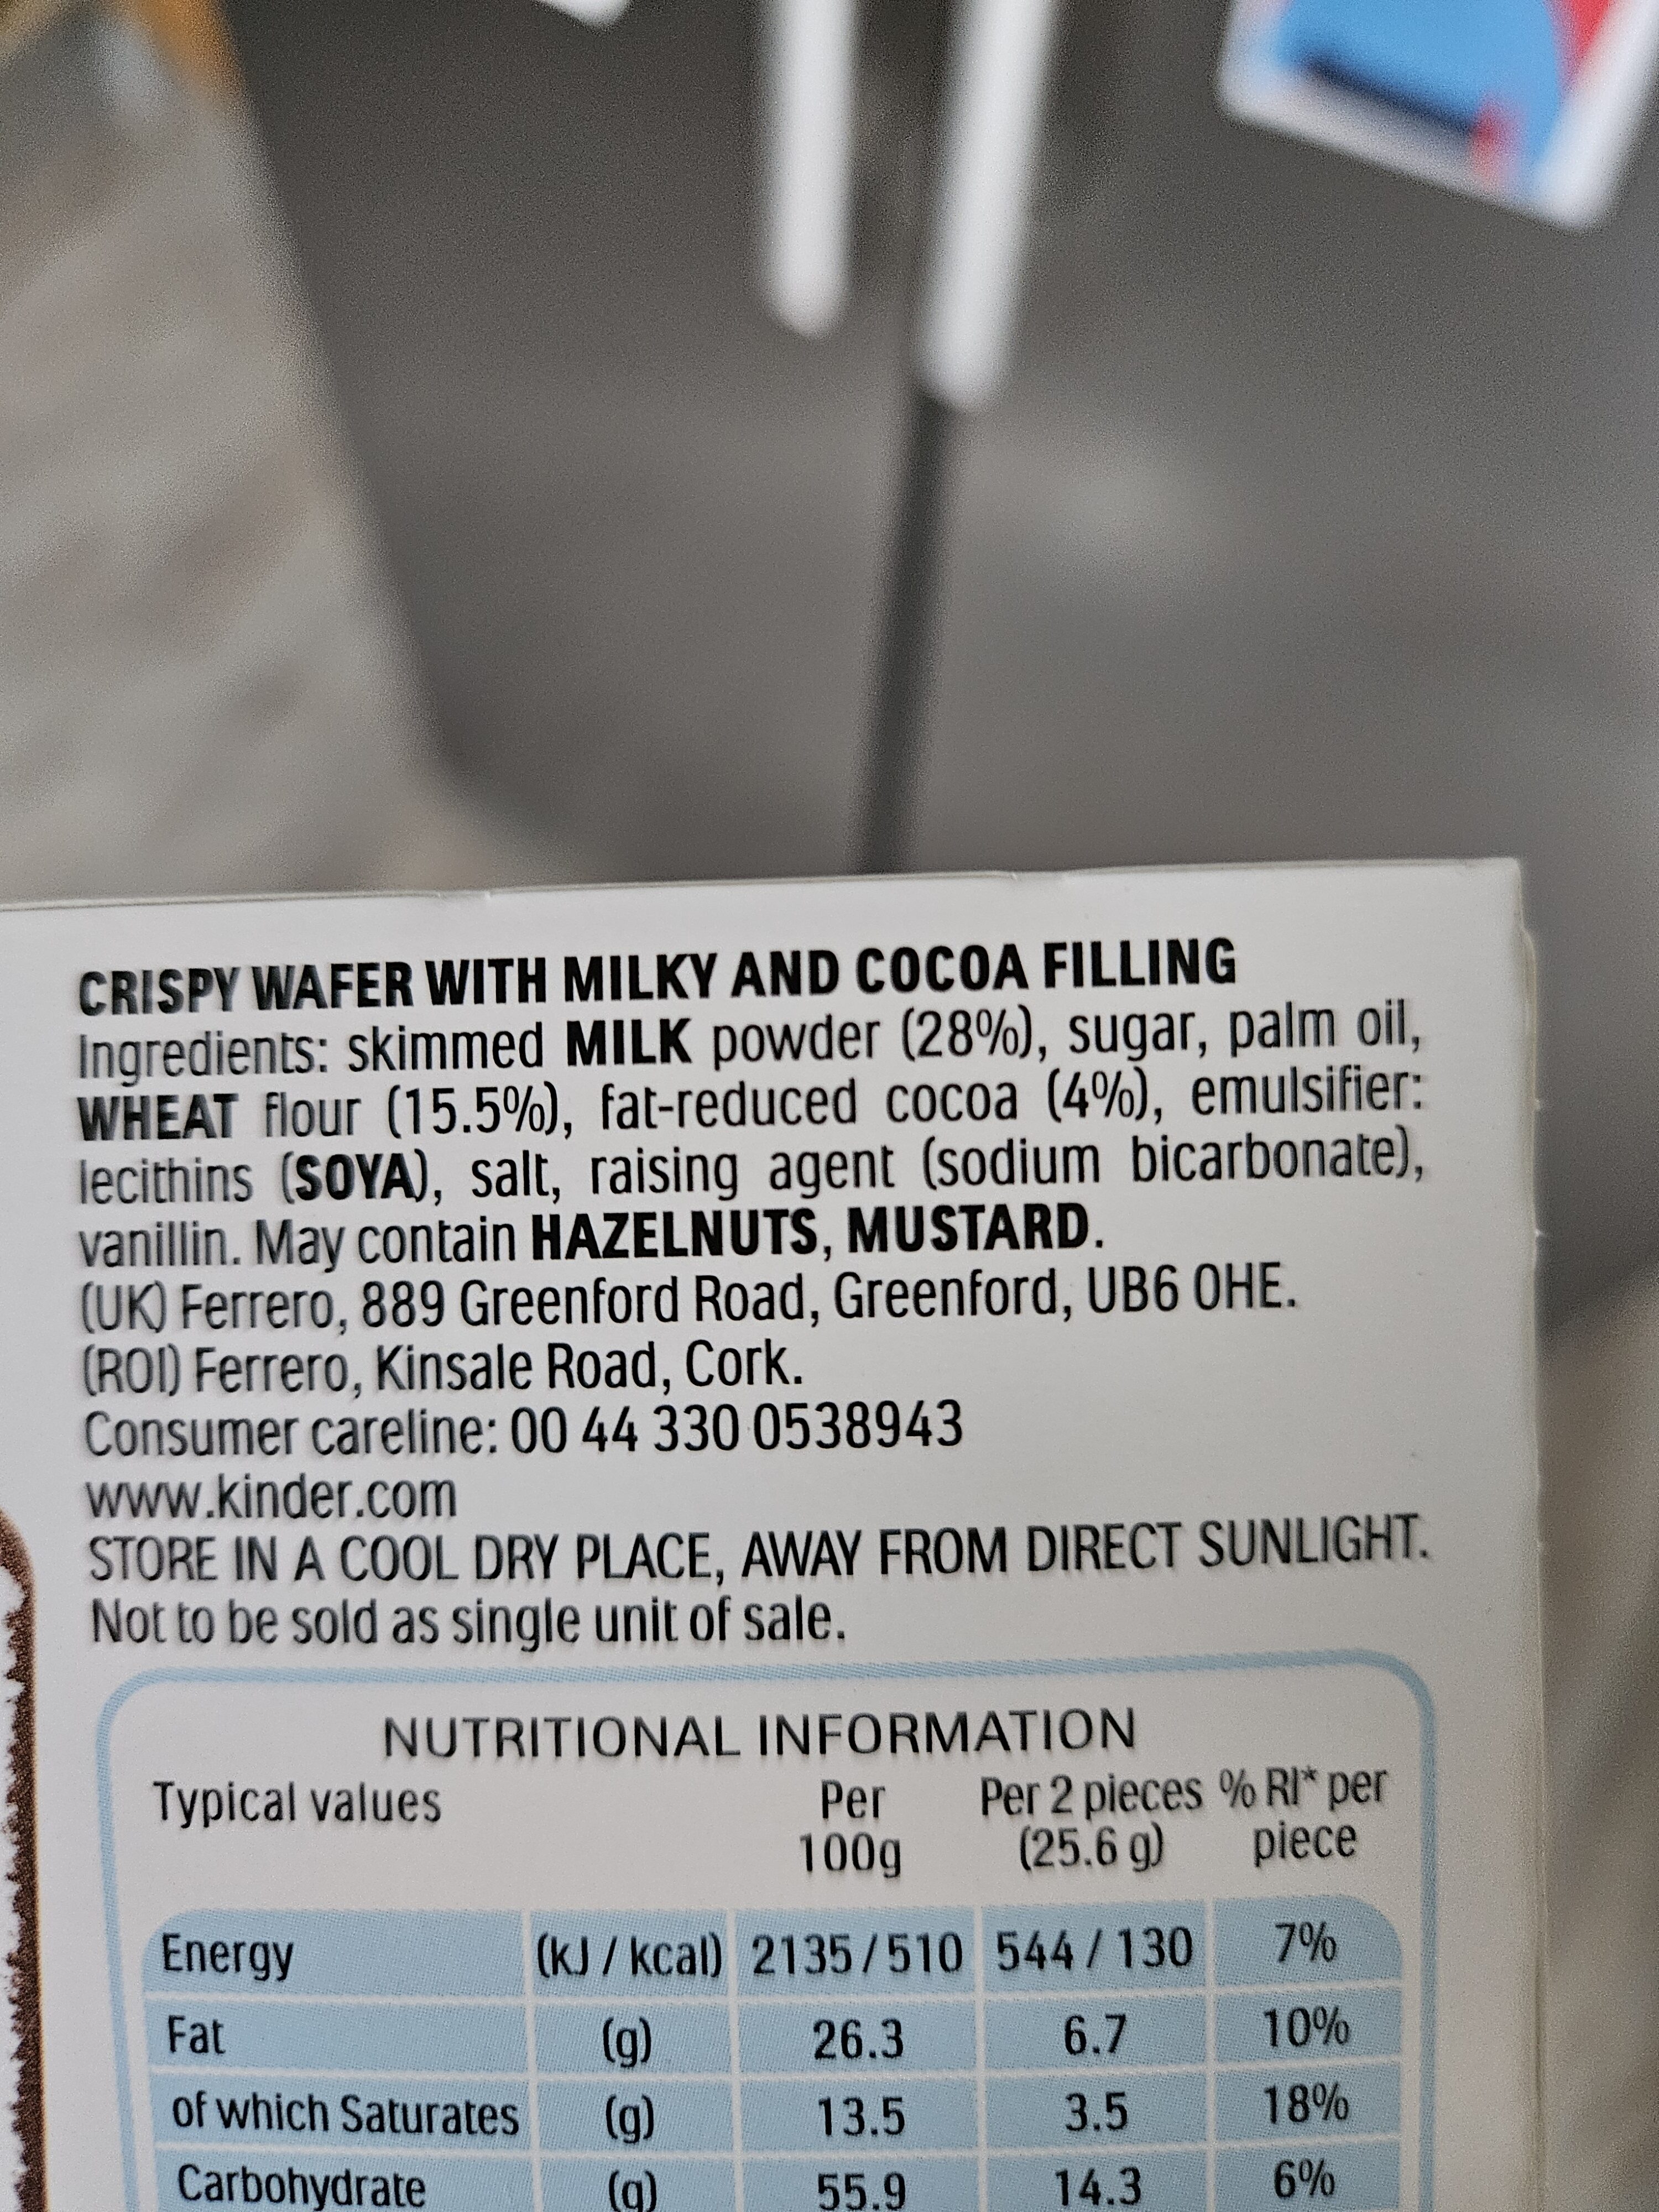 CRISPY WAFER WITH MILKY AND COCOA FILLING
Ingredients: skimmed MILK powder (28%), sugar, palm oil,
WHEAT flour (15.5%), fat-reduced cocoa (4%), emulsifier:
lecithins (SOYA), salt, raising agent (sodium bicarbonate),
vanillin. May contain HAZELNUTS, MUSTARD.
(UK) Ferrero, 889 Greenford Road, Greenford, UB6 0HE.
(ROI) Ferrero, Kinsale Road, Cork.
Consumer careline: 00 44 330 0538943
www.kinder.com
STORE IN A COOL DRY PLACE, AWAY FROM DIRECT SUNLIGHT.
Not to be sold as single unit of sale.
NUTRITIONAL INFORMATION
Typical values Per 100g Per 2 pieces (25.6 g) % RI* per piece
Energy (kJ / kcal) 2135/510 544 / 130 7%
Fat (g) 26.3 6.7 10%
of which Saturates (g) 13.5 3.5 18%
Carbohydrate (g) 55.9 14.3 6%